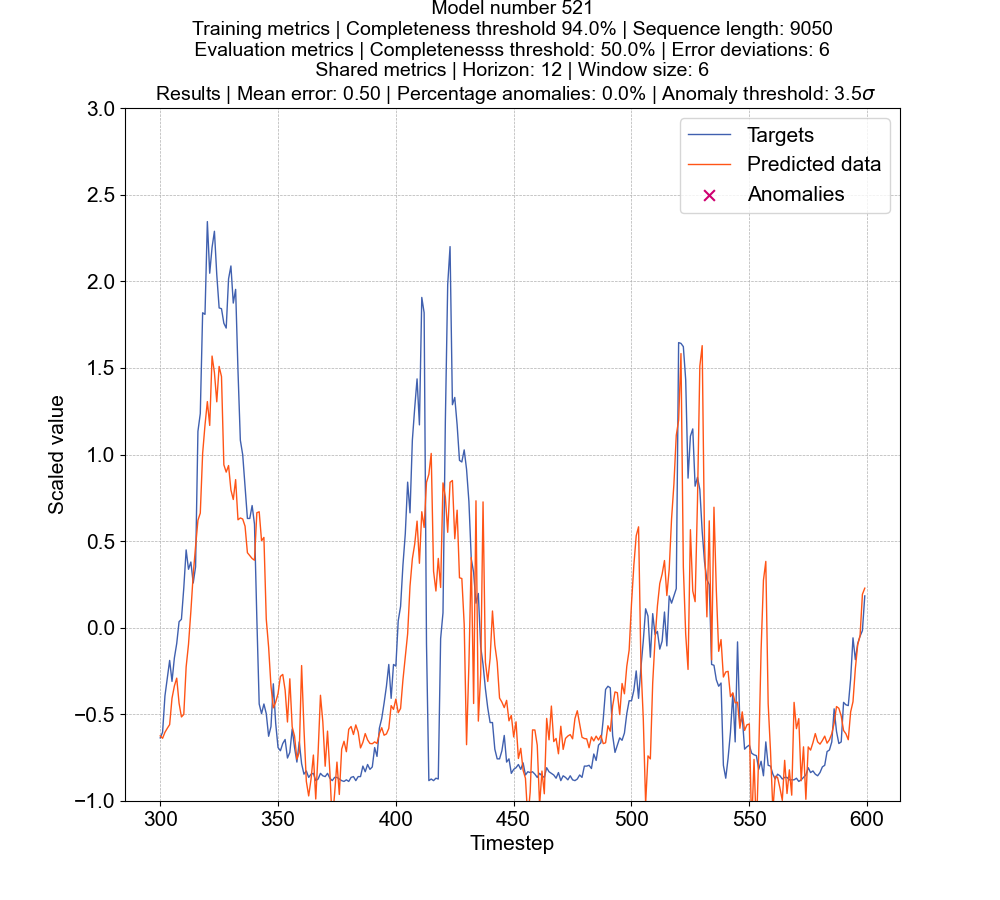 Model number 521
Training metrics | Completeness threshold 94.0% | Sequence length: 9050
Evaluation metrics | Completenesss threshold: 50.0% | Error deviations: 6
Shared metrics | Horizon: 12 | Window size: 6
Results | Mean error: 0.50 | Percentage anomalies: 0.0% | Anomaly threshold: 3.5σ
3.0
2.5
2.0
1.5
1.0
0.5
0.0
−0.5
−1.0
Scaled value
Targets
Predicted data
Anomalies
300 350 400 450 500 550 600
Timestep